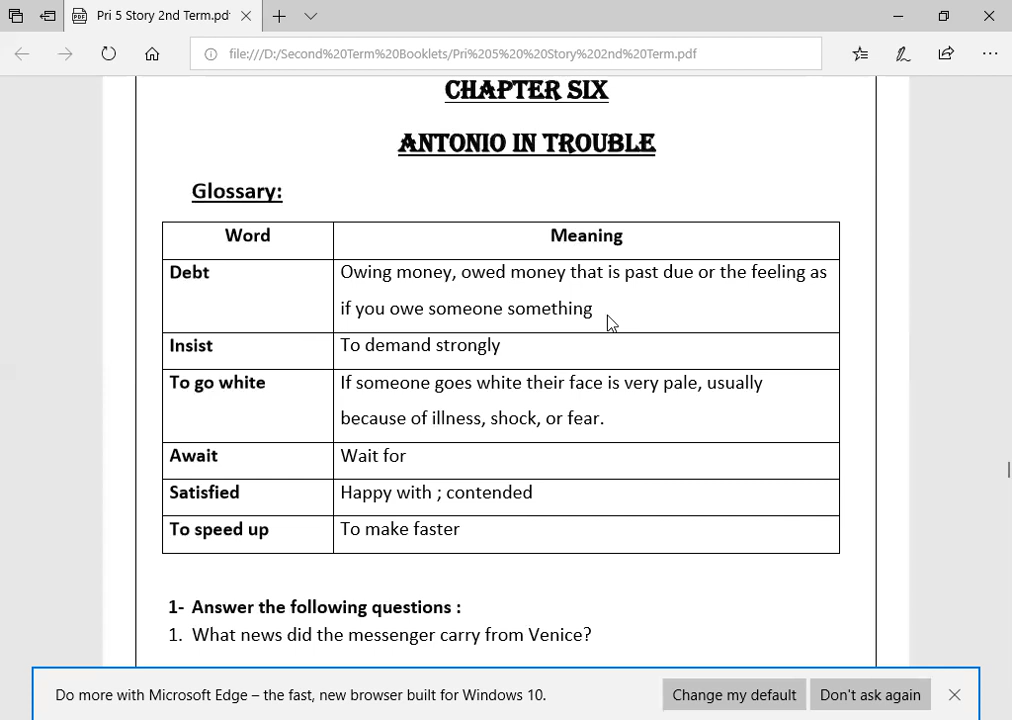 Pri 5 Story 2nd Term.pd
file:///D:/Second%20Term%20Booklets/Pri%205%20%20Story%202nd%20Term.pdf
CHAPTER SIX
ANTONIO IN TROUBLE
Glossary:
Word Meaning
Debt Owing money, owed money that is past due or the feeling as
if you owe someone something
Insist To demand strongly
To go white If someone goes white their face is very pale, usually
because of illness, shock, or fear.
Await Wait for
Satisfied Happy with ; contended
To speed up To make faster
1- Answer the following questions :
1. What news did the messenger carry from Venice?
Do more with Microsoft Edge – the fast, new browser built for Windows 10. Change my default Don't ask again